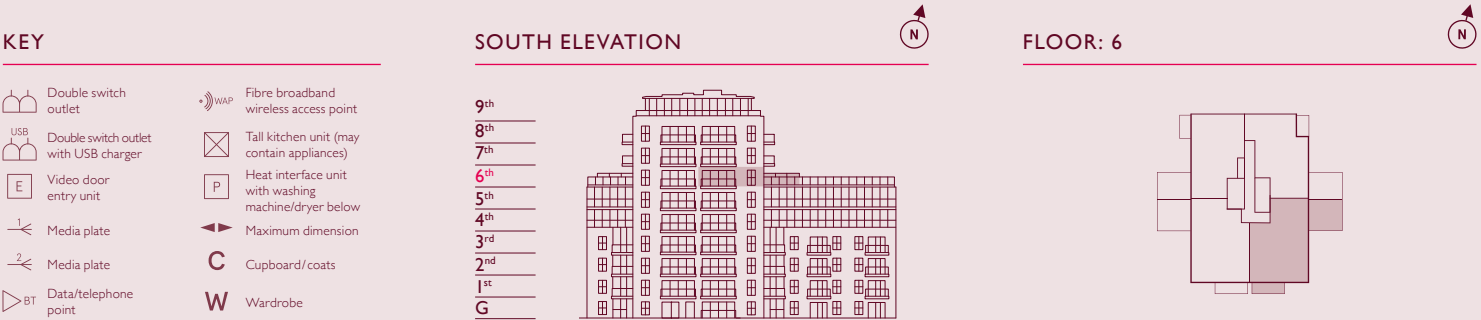 KEY
Double switch
outlet
USB
Double switch outlet
with USB charger
E
Video door
entry unit
1
Media plate
2
Media plate
BT
Data/telephone
point
WAP
Fibre broadband
wireless access point
Tall kitchen unit (may
contain appliances)
P
Heat interface unit
with washing
machine/dryer below
Maximum dimension
C
Cupboard/coats
W
Wardrobe
SOUTH ELEVATION
N
9th
8th
7th
6th
5th
4th
3rd
2nd
1st
G
FLOOR: 6
N